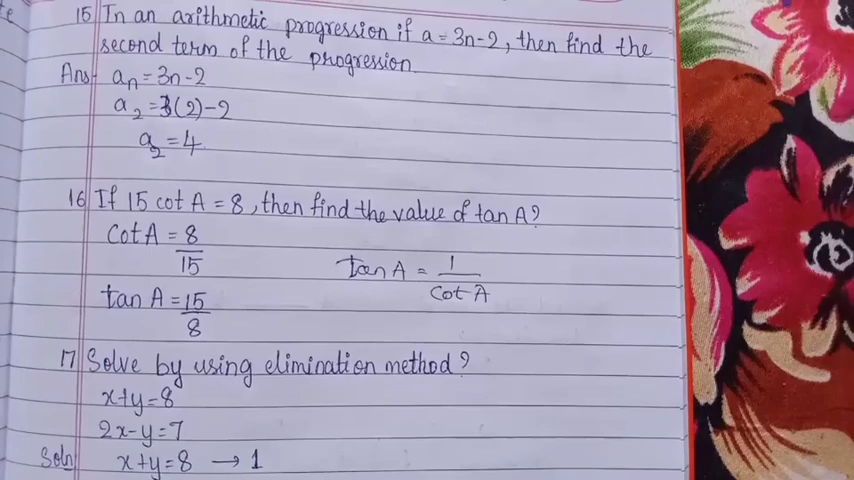 15 In an arithmetic progression if a = 3n-2, then find the
second term of the progression
Ans aₙ = 3n-2
a₂ = 3(2)-2
a₂ = 4
16 If 15 cot A = 8, then find the value of tan A?
cot A = 8/15
tan A = 1/cot A
tan A = 15/8
17 Solve by using elimination method?
x+y=8
2x-y=7
Soln x+y=8 → 1